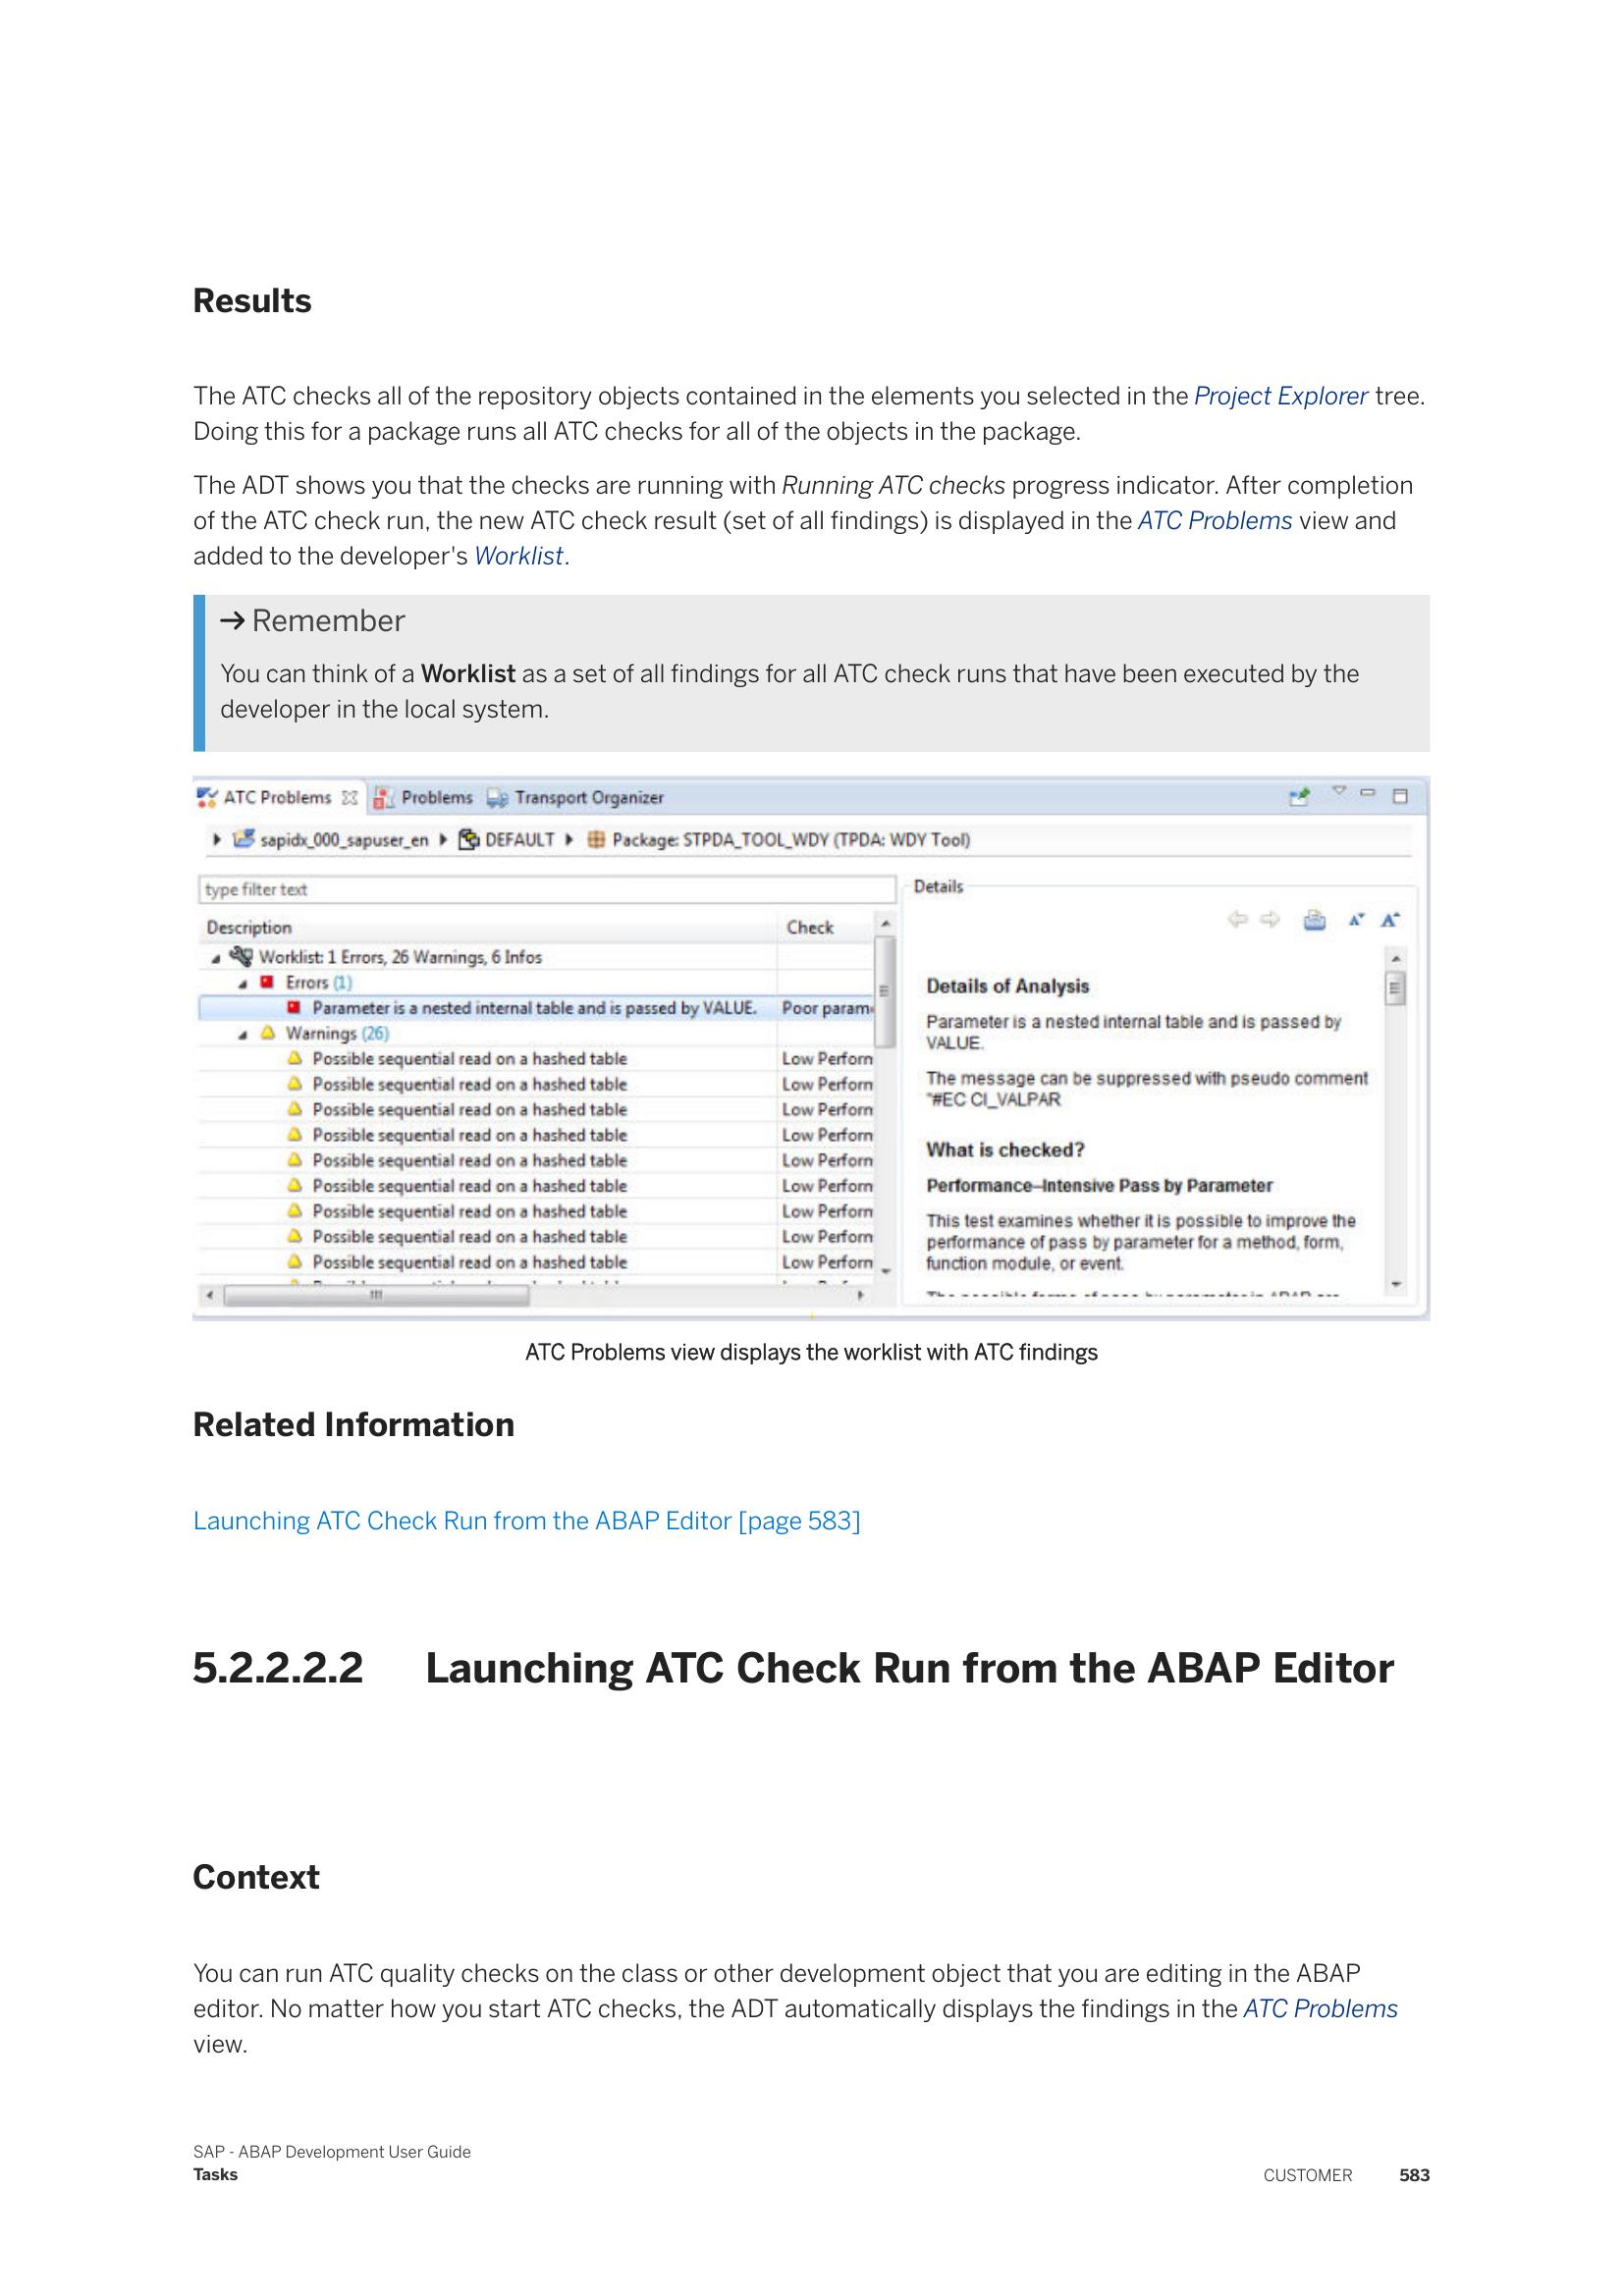 Results
The ATC checks all of the repository objects contained in the elements you selected in the Project Explorer tree.
Doing this for a package runs all ATC checks for all of the objects in the package.
The ADT shows you that the checks are running with Running ATC checks progress indicator. After completion
of the ATC check run, the new ATC check result (set of all findings) is displayed in the ATC Problems view and
added to the developer's Worklist.
→ Remember
You can think of a Worklist as a set of all findings for all ATC check runs that have been executed by the
developer in the local system.
ATC Problems Problems Transport Organizer
sapidx_000_sapuser_en DEFAULT Package: STPDA_TOOL_WDY (TPDA: WDY Tool)
type filter text
Description Check
Worklist: 1 Errors, 26 Warnings, 6 Infos
Errors (1)
Parameter is a nested internal table and is passed by VALUE. Poor param
Warnings (26)
Possible sequential read on a hashed table Low Perform
Possible sequential read on a hashed table Low Perform
Possible sequential read on a hashed table Low Perform
Possible sequential read on a hashed table Low Perform
Possible sequential read on a hashed table Low Perform
Possible sequential read on a hashed table Low Perform
Possible sequential read on a hashed table Low Perform
Possible sequential read on a hashed table Low Perform
Possible sequential read on a hashed table Low Perform
Details
Details of Analysis
Parameter is a nested internal table and is passed by
VALUE.
The message can be suppressed with pseudo comment
"#EC CI_VALPAR
What is checked?
Performance–Intensive Pass by Parameter
This test examines whether it is possible to improve the
performance of pass by parameter for a method, form,
function module, or event.
ATC Problems view displays the worklist with ATC findings
Related Information
Launching ATC Check Run from the ABAP Editor [page 583]
5.2.2.2.2 Launching ATC Check Run from the ABAP Editor
Context
You can run ATC quality checks on the class or other development object that you are editing in the ABAP
editor. No matter how you start ATC checks, the ADT automatically displays the findings in the ATC Problems
view.
SAP - ABAP Development User Guide
Tasks
CUSTOMER 583